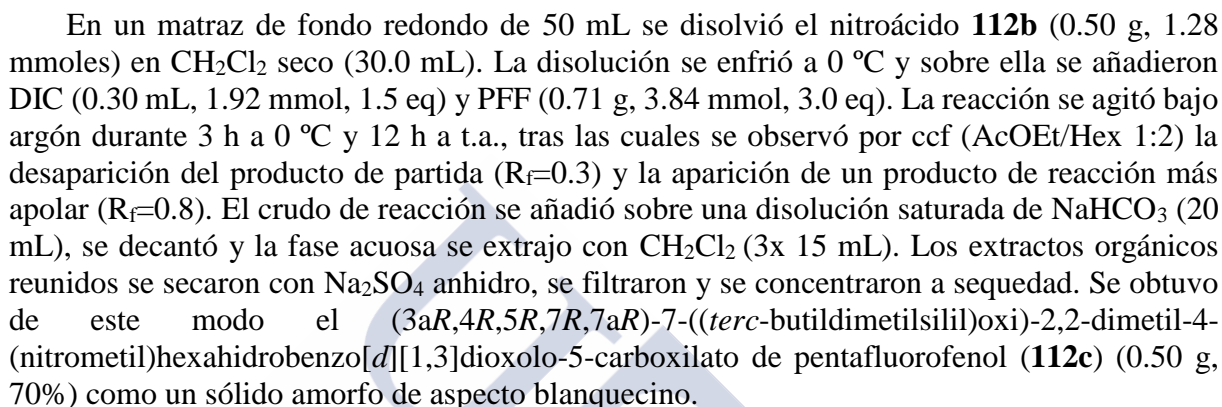 En un matraz de fondo redondo de 50 mL se disolvió el nitroácido 112b (0.50 g, 1.28
mmoles) en CH₂Cl₂ seco (30.0 mL). La disolución se enfrió a 0 ºC y sobre ella se añadieron
DIC (0.30 mL, 1.92 mmol, 1.5 eq) y PFF (0.71 g, 3.84 mmol, 3.0 eq). La reacción se agitó bajo
argón durante 3 h a 0 ºC y 12 h a t.a., tras las cuales se observó por ccf (AcOEt/Hex 1:2) la
desaparición del producto de partida (Rf=0.3) y la aparición de un producto de reacción más
apolar (Rf=0.8). El crudo de reacción se añadió sobre una disolución saturada de NaHCO₃ (20
mL), se decantó y la fase acuosa se extrajo con CH₂Cl₂ (3x 15 mL). Los extractos orgánicos
reunidos se secaron con Na₂SO₄ anhidro, se filtraron y se concentraron a sequedad. Se obtuvo
de este modo el (3aR,4R,5R,7R,7aR)-7-((terc-butildimetilsilil)oxi)-2,2-dimetil-4-
(nitrometil)hexahidrobenzo[d][1,3]dioxolo-5-carboxilato de pentafluorofenol (112c) (0.50 g,
70%) como un sólido amorfo de aspecto blanquecino.